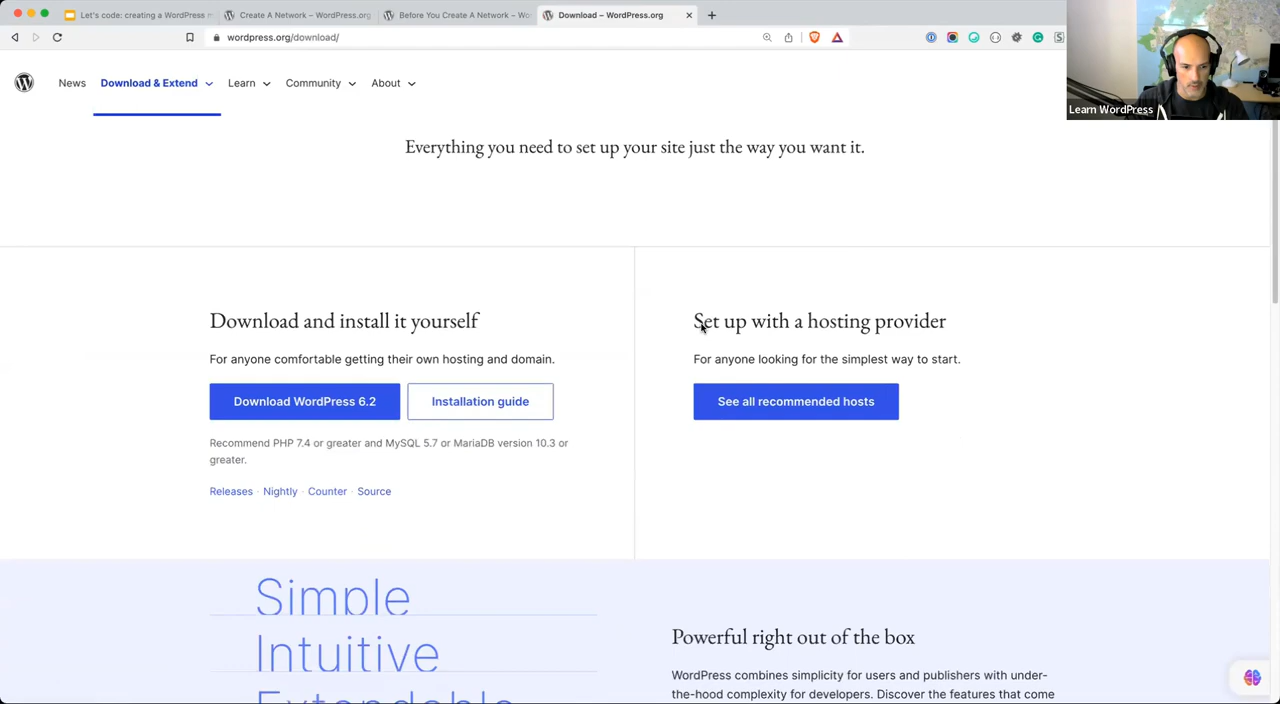 Let's code: creating a WordPress m
Create A Network – WordPress.org
Before You Create A Network – Wo
Download – WordPress.org
wordpress.org/download/
News
Download & Extend
Learn
Community
About
Learn WordPress
Everything you need to set up your site just the way you want it.
Download and install it yourself
For anyone comfortable getting their own hosting and domain.
Download WordPress 6.2
Installation guide
Recommend PHP 7.4 or greater and MySQL 5.7 or MariaDB version 10.3 or
greater.
Releases · Nightly · Counter · Source
Set up with a hosting provider
For anyone looking for the simplest way to start.
See all recommended hosts
Simple
Intuitive
Extendable
Powerful right out of the box
WordPress combines simplicity for users and publishers with under-
the-hood complexity for developers. Discover the features that come